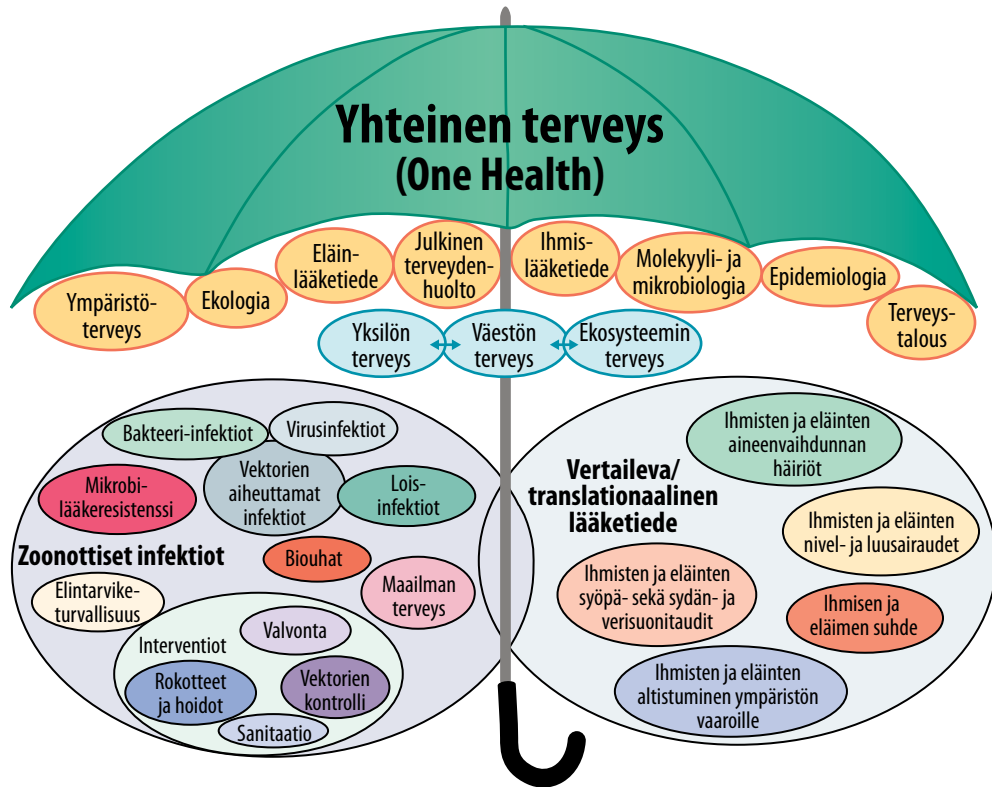 Yhteinen terveys
(One Health)
Ympäristö-
terveys
Ekologia
Eläin-
lääketiede
Julkinen
terveyden-
huolto
Ihmis-
lääketiede
Molekyyli- ja
mikrobiologia
Epidemiologia
Terveys-
talous
Yksilön
terveys
Väestön
terveys
Ekosysteemin
terveys
Bakteeri-infektiot
Virusinfektiot
Vektorien
aiheuttamat
infektiot
Mikrobi-
lääkeresistenssi
Lois-
infektiot
Zoonottiset infektiot
Biouhat
Elintarvike-
turvallisuus
Maailman
terveys
Interventiot
Valvonta
Rokotteet
ja hoidot
Vektorien
kontrolli
Sanitaatio
Vertaileva/
translationaalinen
lääketiede
Ihmisten ja eläinten
aineenvaihdunnan
häiriöt
Ihmisten ja eläinten
nivel- ja luusairaudet
Ihmisten ja eläinten
syöpä- sekä sydän- ja
verisuonitaudit
Ihmisen ja
eläimen suhde
Ihmisten ja eläinten
altistuminen ympäristön
vaaroille